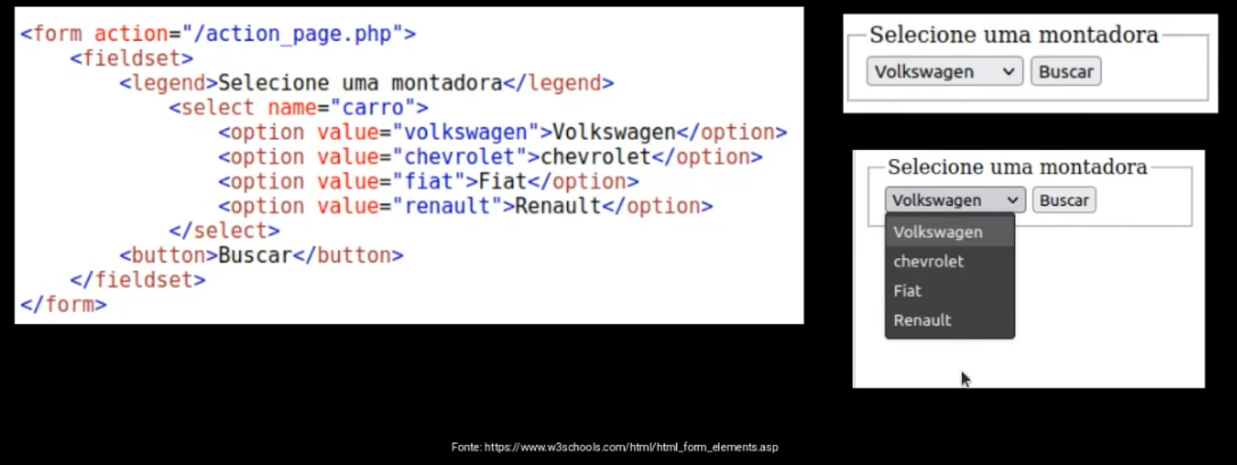 <form action="/action_page.php">
<fieldset>
<legend>Selecione uma montadora</legend>
<select name="carro">
<option value="volkswagen">Volkswagen</option>
<option value="chevrolet">chevrolet</option>
<option value="fiat">Fiat</option>
<option value="renault">Renault</option>
</select>
<button>Buscar</button>
</fieldset>
</form>
Selecione uma montadora
Volkswagen Buscar
Selecione uma montadora
Volkswagen Buscar
Volkswagen
chevrolet
Fiat
Renault
Fonte: https://www.w3schools.com/html/html_form_elements.asp